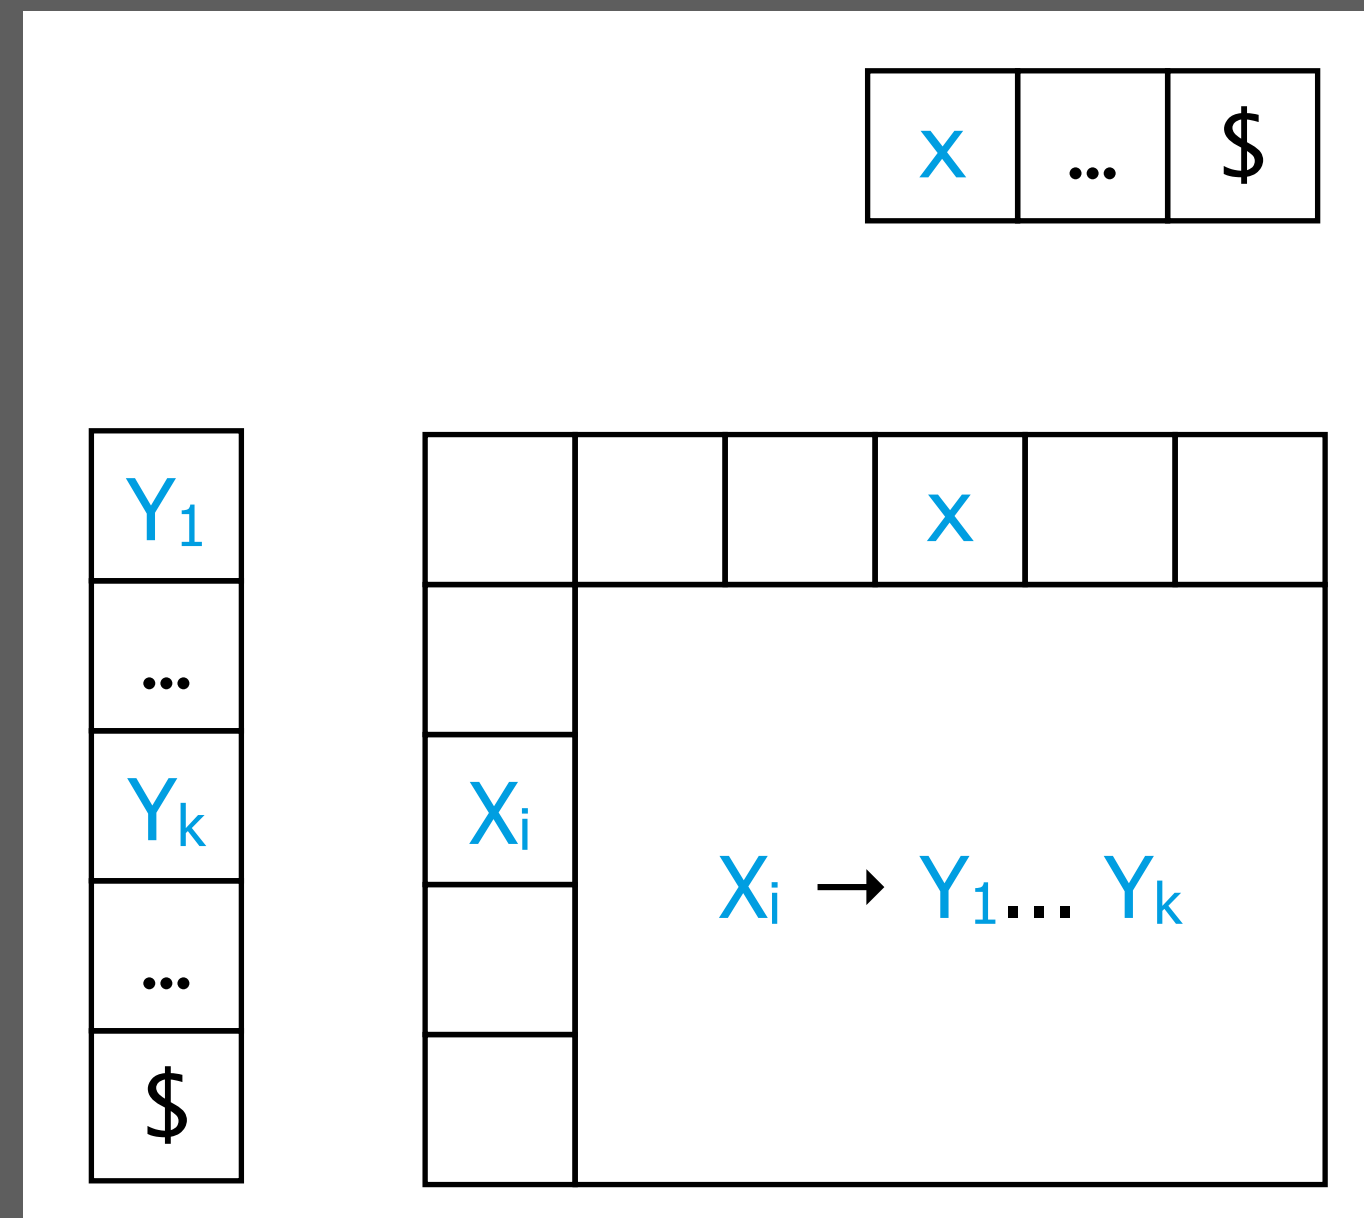 x ... $
Y₁
...
Yₖ
...
$
x
Xᵢ
Xᵢ → Y₁... Yₖ